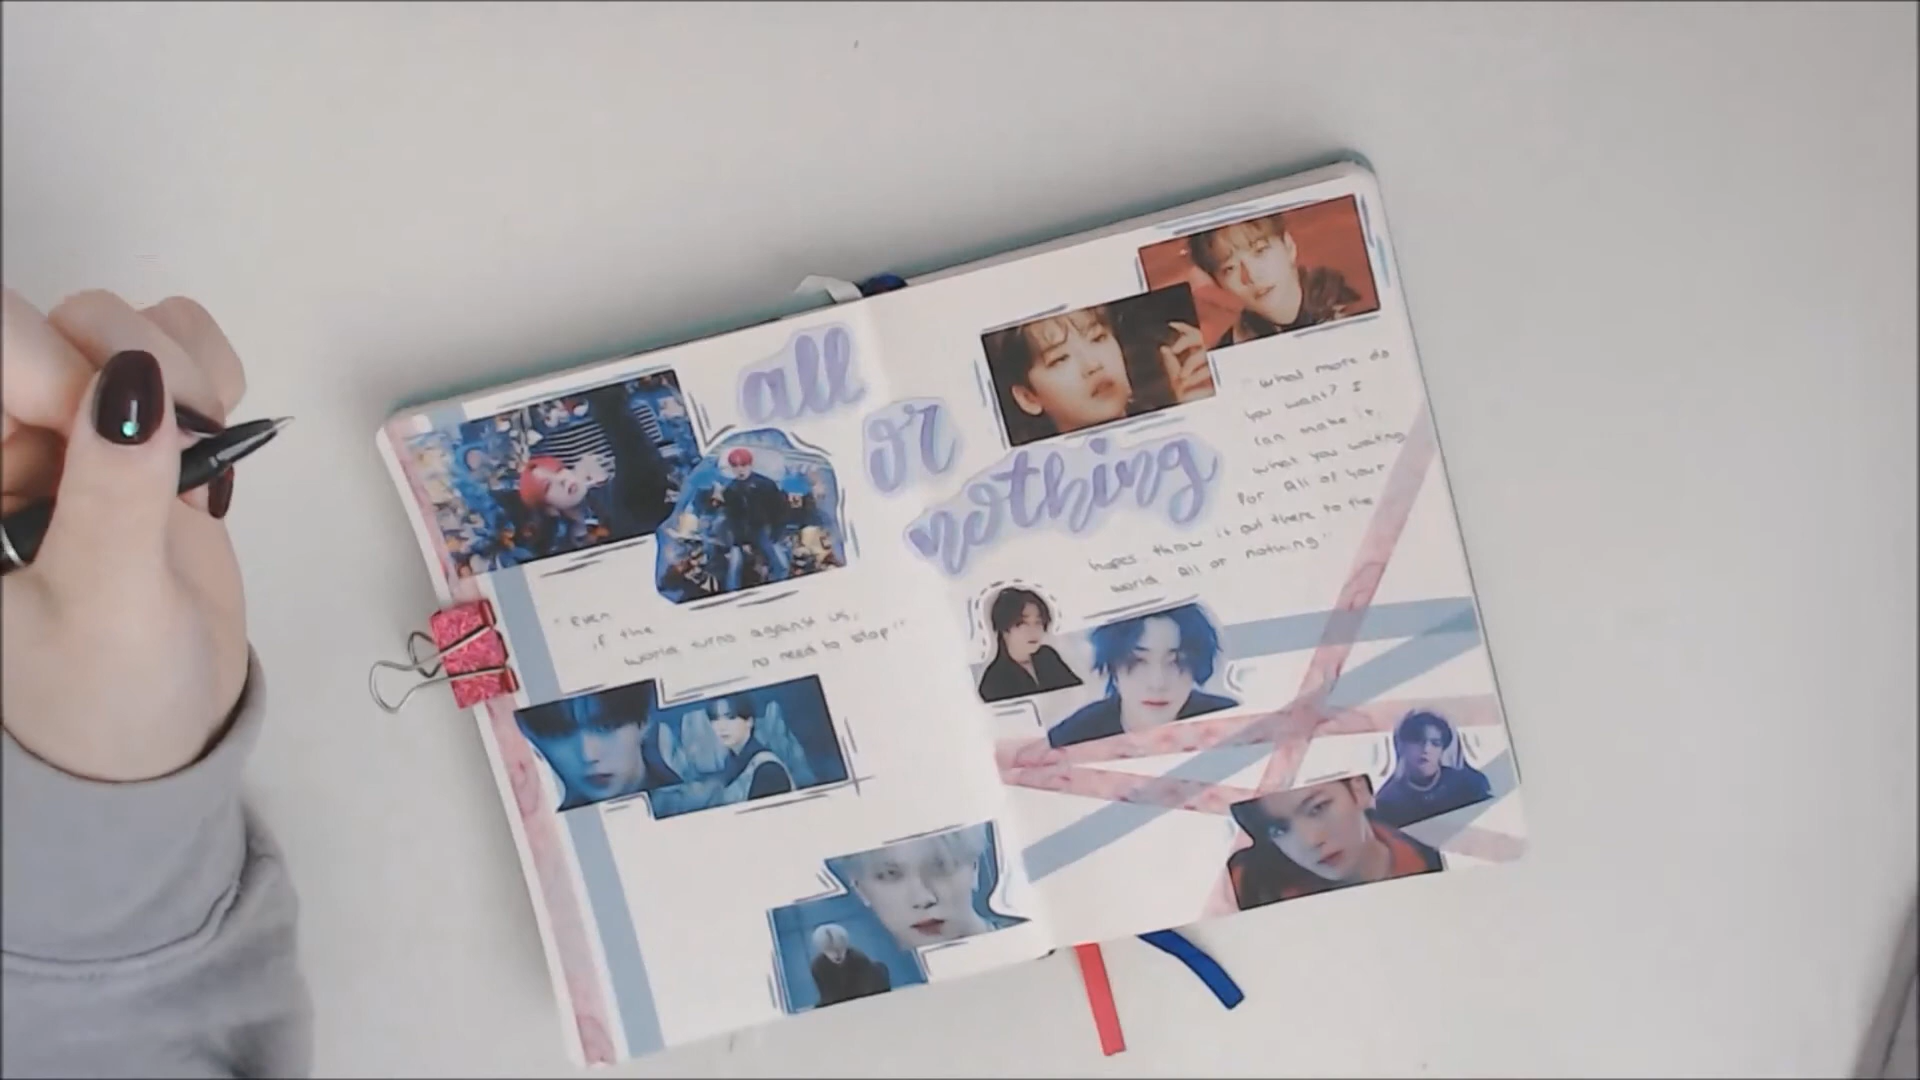 all
or
nothing
"Even
if the
world turns against us,
no need to stop"
"What more do
you want? I
can make it,
what you waiting
for All of your
hopes throw it out there to the
world All or nothing"